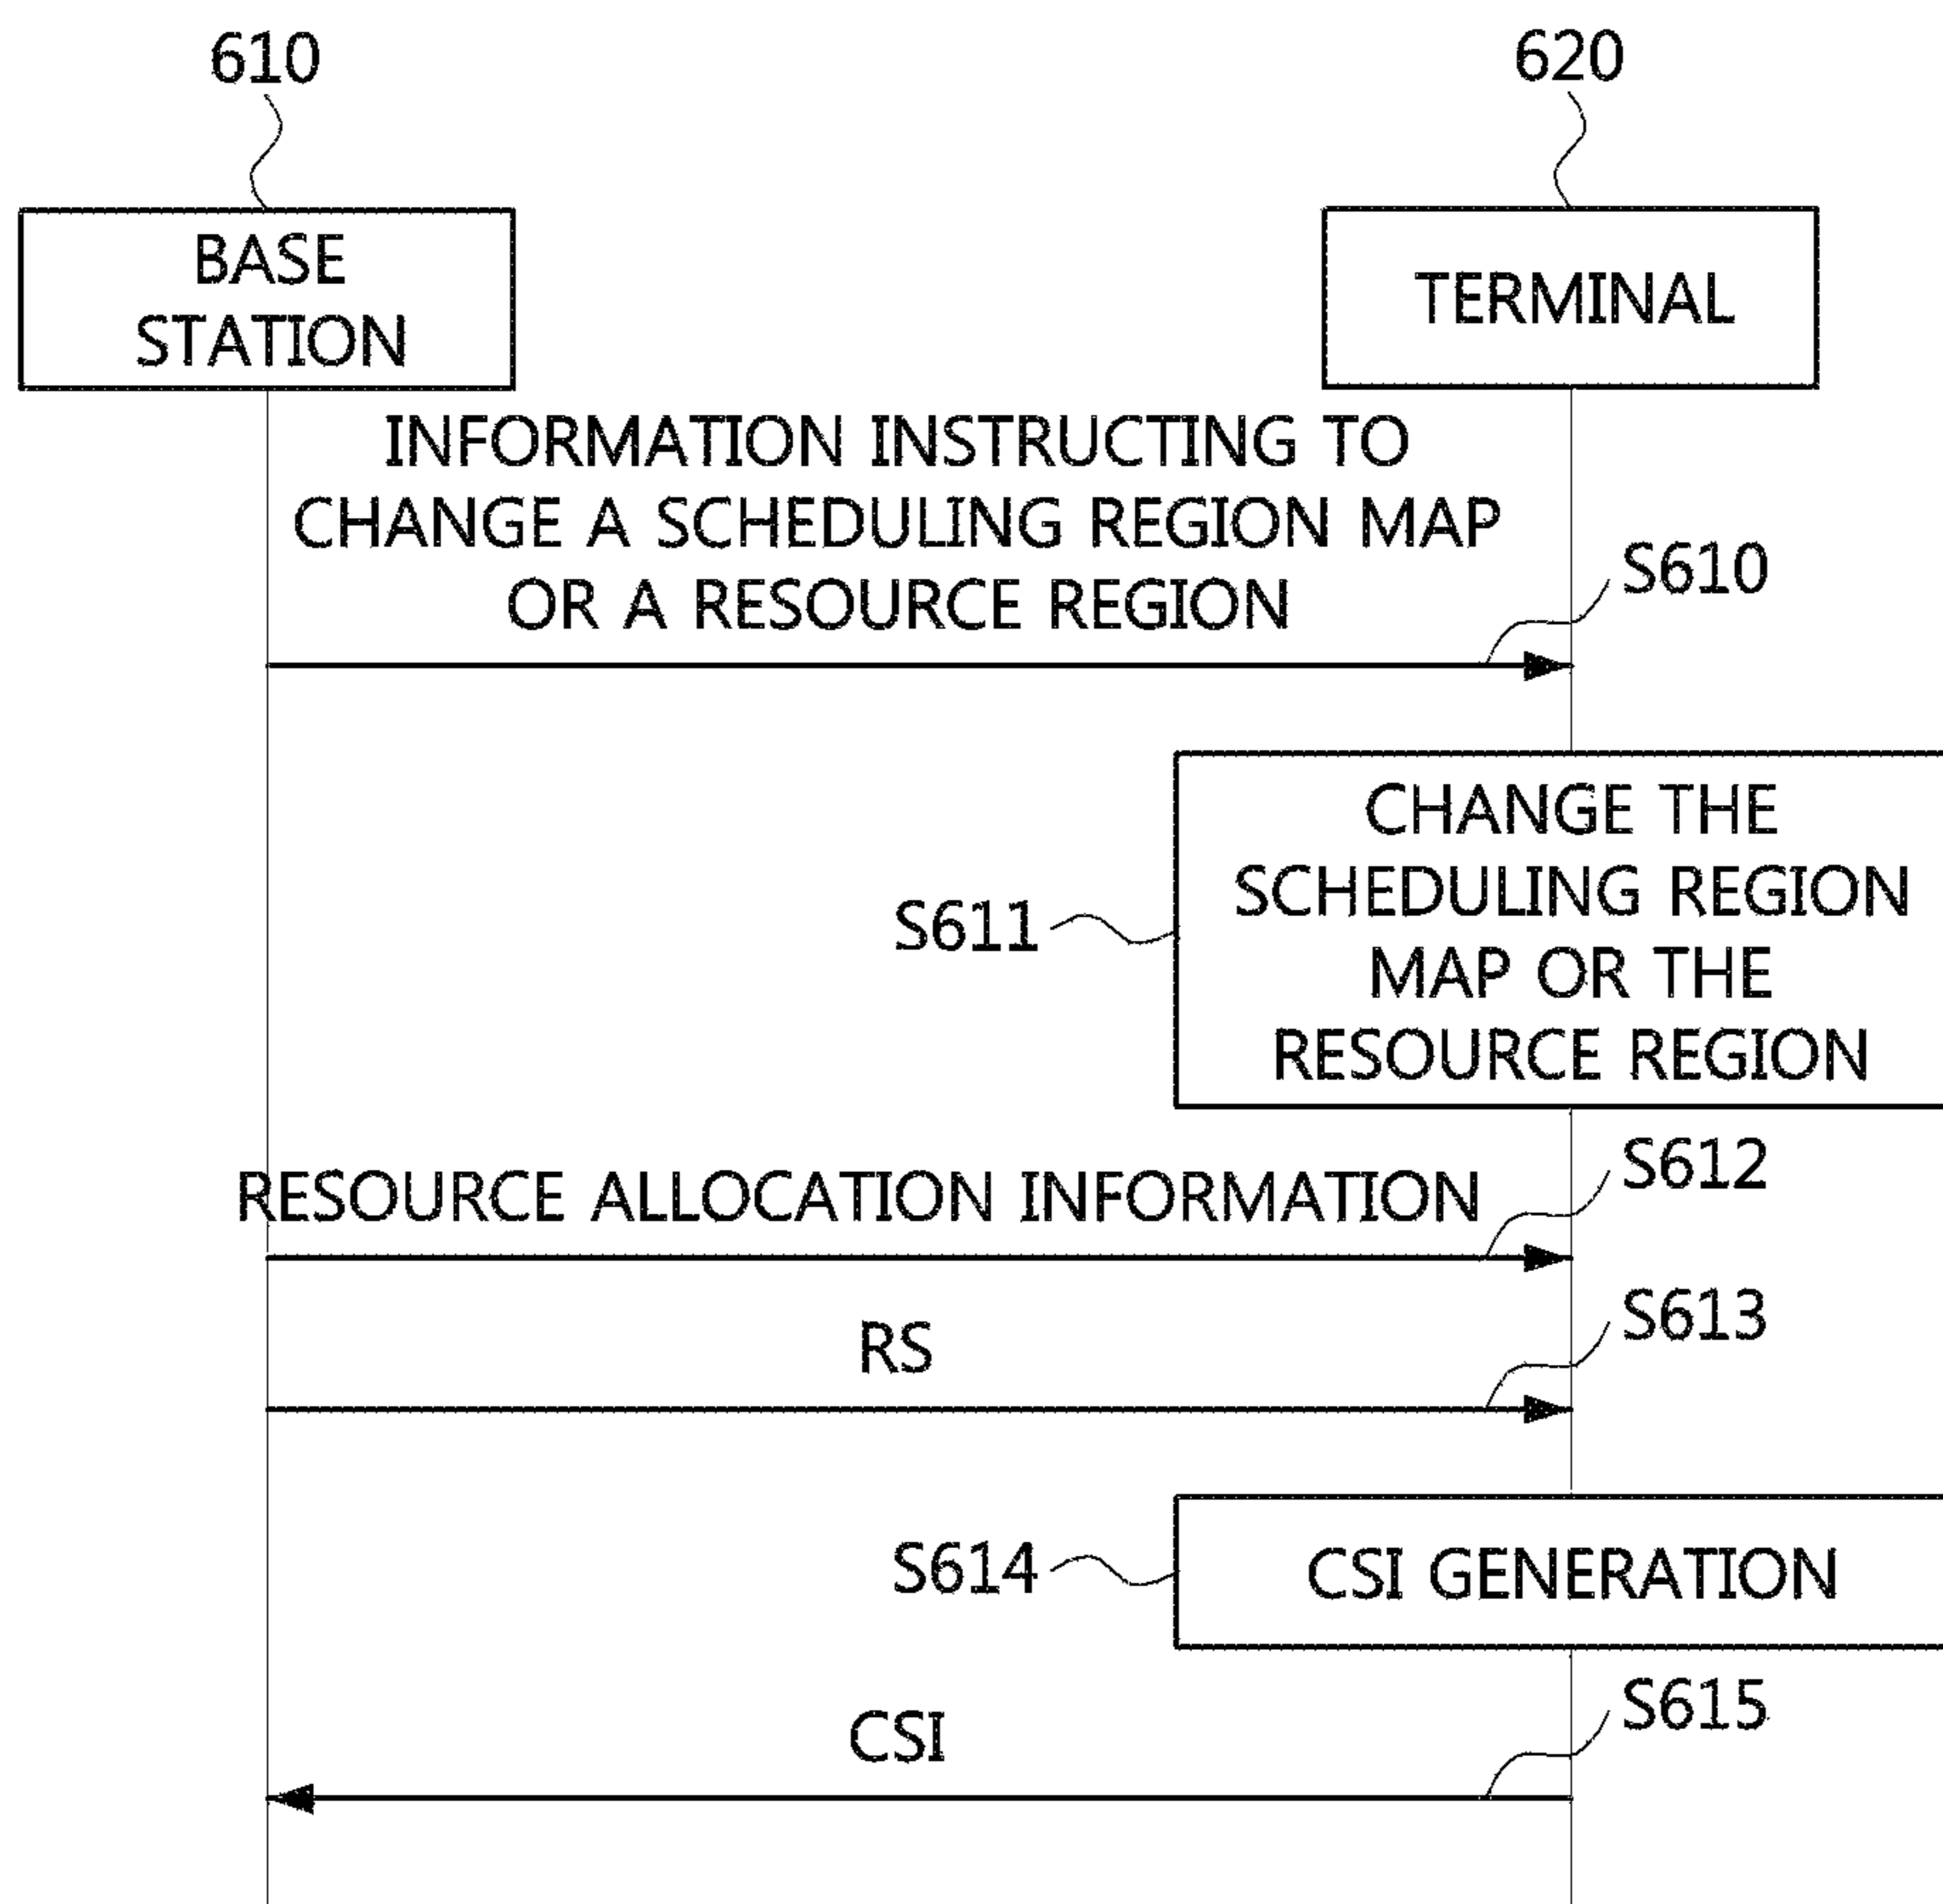 610
620
BASE
STATION
TERMINAL
INFORMATION INSTRUCTING TO
CHANGE A SCHEDULING REGION MAP
OR A RESOURCE REGION
S610
CHANGE THE
SCHEDULING REGION
MAP OR THE
RESOURCE REGION
S611
S612
RESOURCE ALLOCATION INFORMATION
S613
RS
S614
CSI GENERATION
S615
CSI